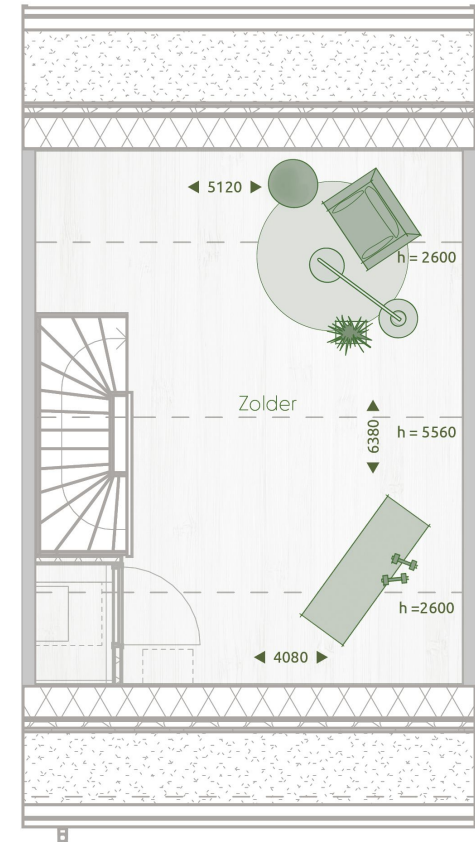 ◄ 5120 ►
h = 2600
Zolder
▲ 6380 ▼
h = 5560
h =2600
◄ 4080 ►